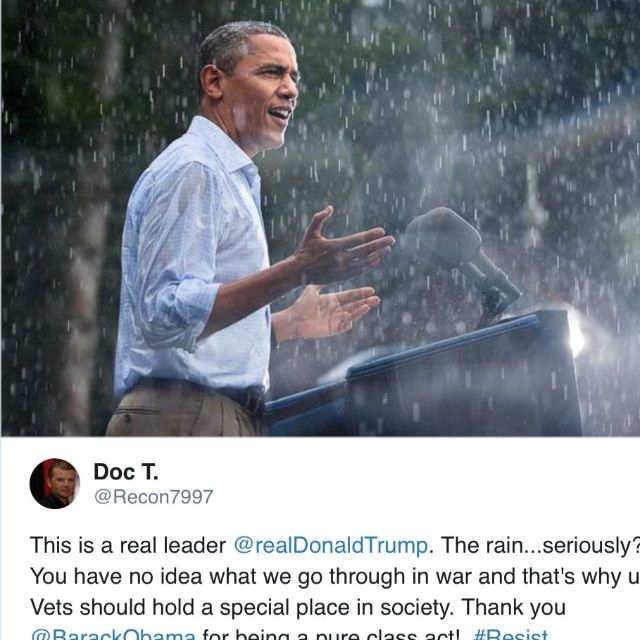 Doc T.
@Recon7997
This is a real leader @realDonaldTrump. The rain...seriously?
You have no idea what we go through in war and that's why u
Vets should hold a special place in society. Thank you
@BarackObama for being a pure class act!. #Resist